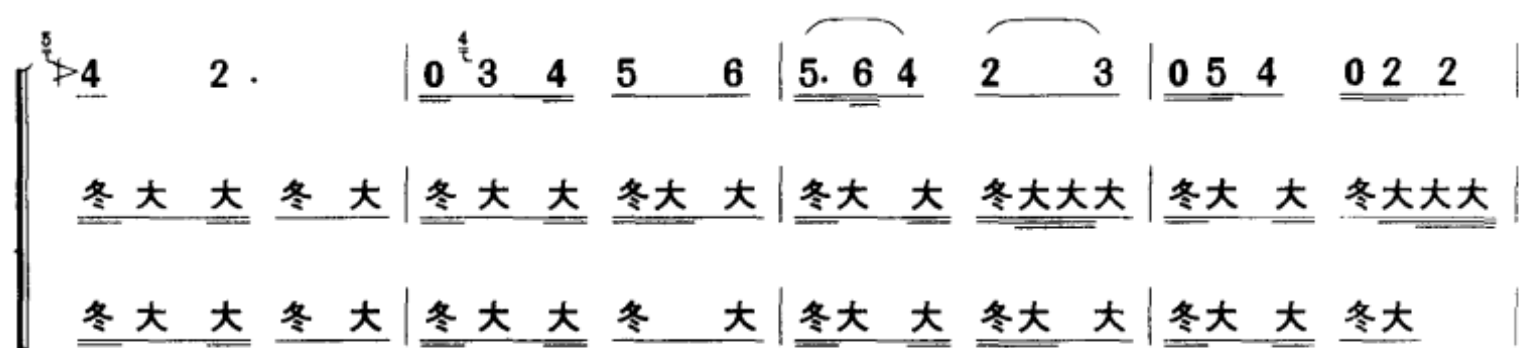 5 4 2 · | 0 4 3 4 5 6 | 5· 6 4 2 3 | 0 5 4 0 2 2 |
冬 大 大 冬 大 | 冬 大 大 冬 大 大 | 冬 大 大 冬 大 大 大 | 冬 大 大 冬 大 大 大 |
冬 大 大 冬 大 | 冬 大 大 冬 大 | 冬 大 大 冬 大 大 | 冬 大 大 冬 大 |